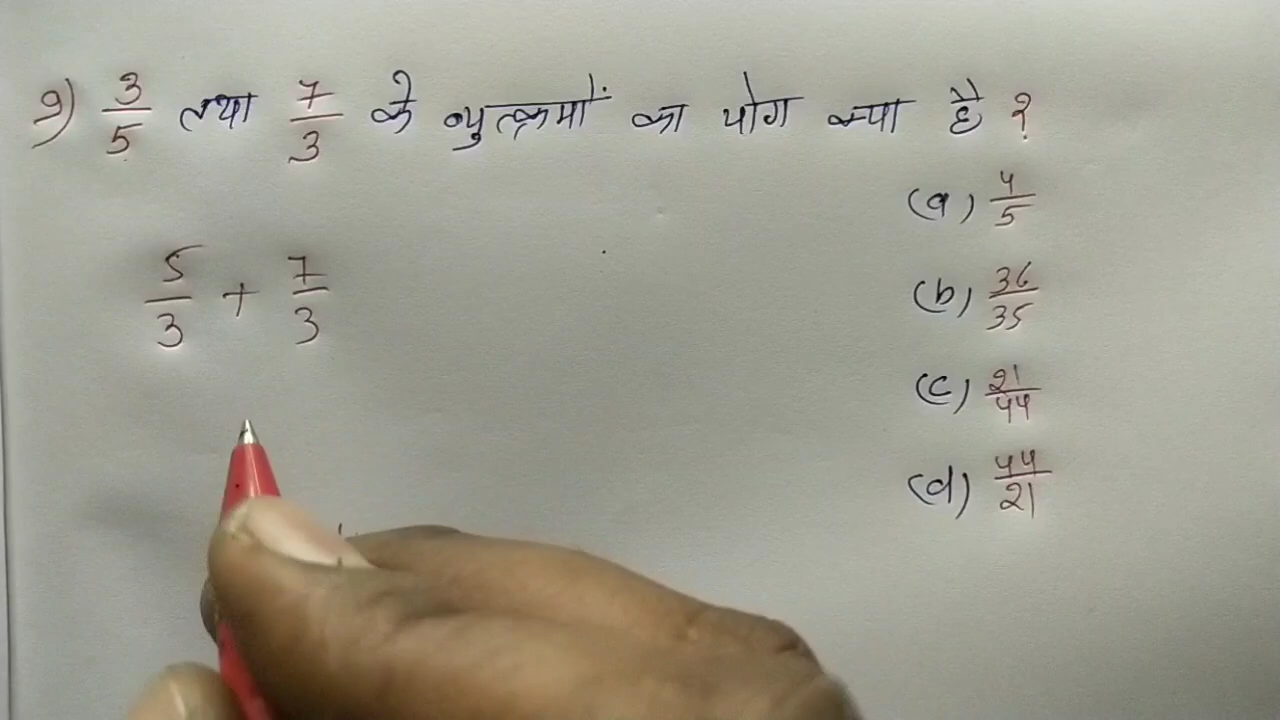 9) 3/5 तथा 7/3 के व्युत्क्रमों का योग क्या है ?
(a) 4/5
5/3 + 7/3
(b) 36/35
(c) 21/44
(d) 44/21